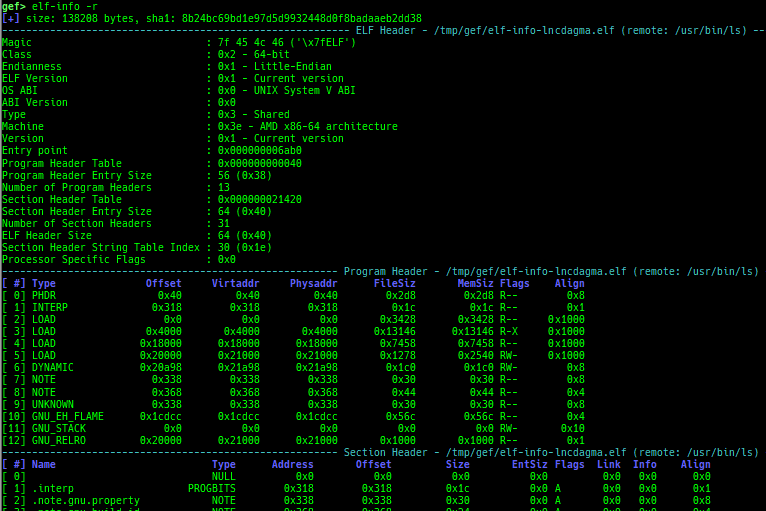 gef> elf-info -r
[+] size: 138208 bytes, sha1: 8b24bc69bd1e97d5d9932448d0f8badaaeb2dd38
ELF Header - /tmp/gef/elf-info-lncdagma.elf (remote: /usr/bin/ls)
Magic : 7f 45 4c 46 ('\x7fELF')
Class : 0x2 - 64-bit
Endianness : 0x1 - Little-Endian
ELF Version : 0x1 - Current version
OS ABI : 0x0 - UNIX System V ABI
ABI Version : 0x0
Type : 0x3 - Shared
Machine : 0x3e - AMD x86-64 architecture
Version : 0x1 - Current version
Entry point : 0x000000006ab0
Program Header Table : 0x000000000040
Program Header Entry Size : 56 (0x38)
Number of Program Headers : 13
Section Header Table : 0x000000021420
Section Header Entry Size : 64 (0x40)
Number of Section Headers : 31
ELF Header Size : 64 (0x40)
Section Header String Table Index : 30 (0x1e)
Processor Specific Flags : 0x0
Program Header - /tmp/gef/elf-info-lncdagma.elf (remote: /usr/bin/ls)
[ #] Type Offset Virtaddr Physaddr FileSiz MemSiz Flags Align
[ 0] PHDR 0x40 0x40 0x40 0x2d8 0x2d8 R-- 0x8
[ 1] INTERP 0x318 0x318 0x318 0x1c 0x1c R-- 0x1
[ 2] LOAD 0x0 0x0 0x0 0x3428 0x3428 R-- 0x1000
[ 3] LOAD 0x4000 0x4000 0x4000 0x13146 0x13146 R-X 0x1000
[ 4] LOAD 0x18000 0x18000 0x18000 0x7458 0x7458 R-- 0x1000
[ 5] LOAD 0x20000 0x21000 0x21000 0x1278 0x2540 RW- 0x1000
[ 6] DYNAMIC 0x20a98 0x21a98 0x21a98 0x1c0 0x1c0 RW- 0x8
[ 7] NOTE 0x338 0x338 0x338 0x30 0x30 R-- 0x8
[ 8] NOTE 0x368 0x368 0x368 0x44 0x44 R-- 0x4
[ 9] UNKNOWN 0x338 0x338 0x338 0x30 0x30 R-- 0x8
[10] GNU_EH_FLAME 0x1cdcc 0x1cdcc 0x1cdcc 0x56c 0x56c R-- 0x4
[11] GNU_STACK 0x0 0x0 0x0 0x0 0x0 RW- 0x10
[12] GNU_RELRO 0x20000 0x21000 0x21000 0x1000 0x1000 R-- 0x1
Section Header - /tmp/gef/elf-info-lncdagma.elf (remote: /usr/bin/ls)
[ #] Name Type Address Offset Size EntSiz Flags Link Info Align
[ 0] NULL 0x0 0x0 0x0 0x0 0x0 0x0 0x0
[ 1] .interp PROGBITS 0x318 0x318 0x1c 0x0 A 0x0 0x0 0x1
[ 2] .note.gnu.property NOTE 0x338 0x338 0x30 0x0 A 0x0 0x0 0x8